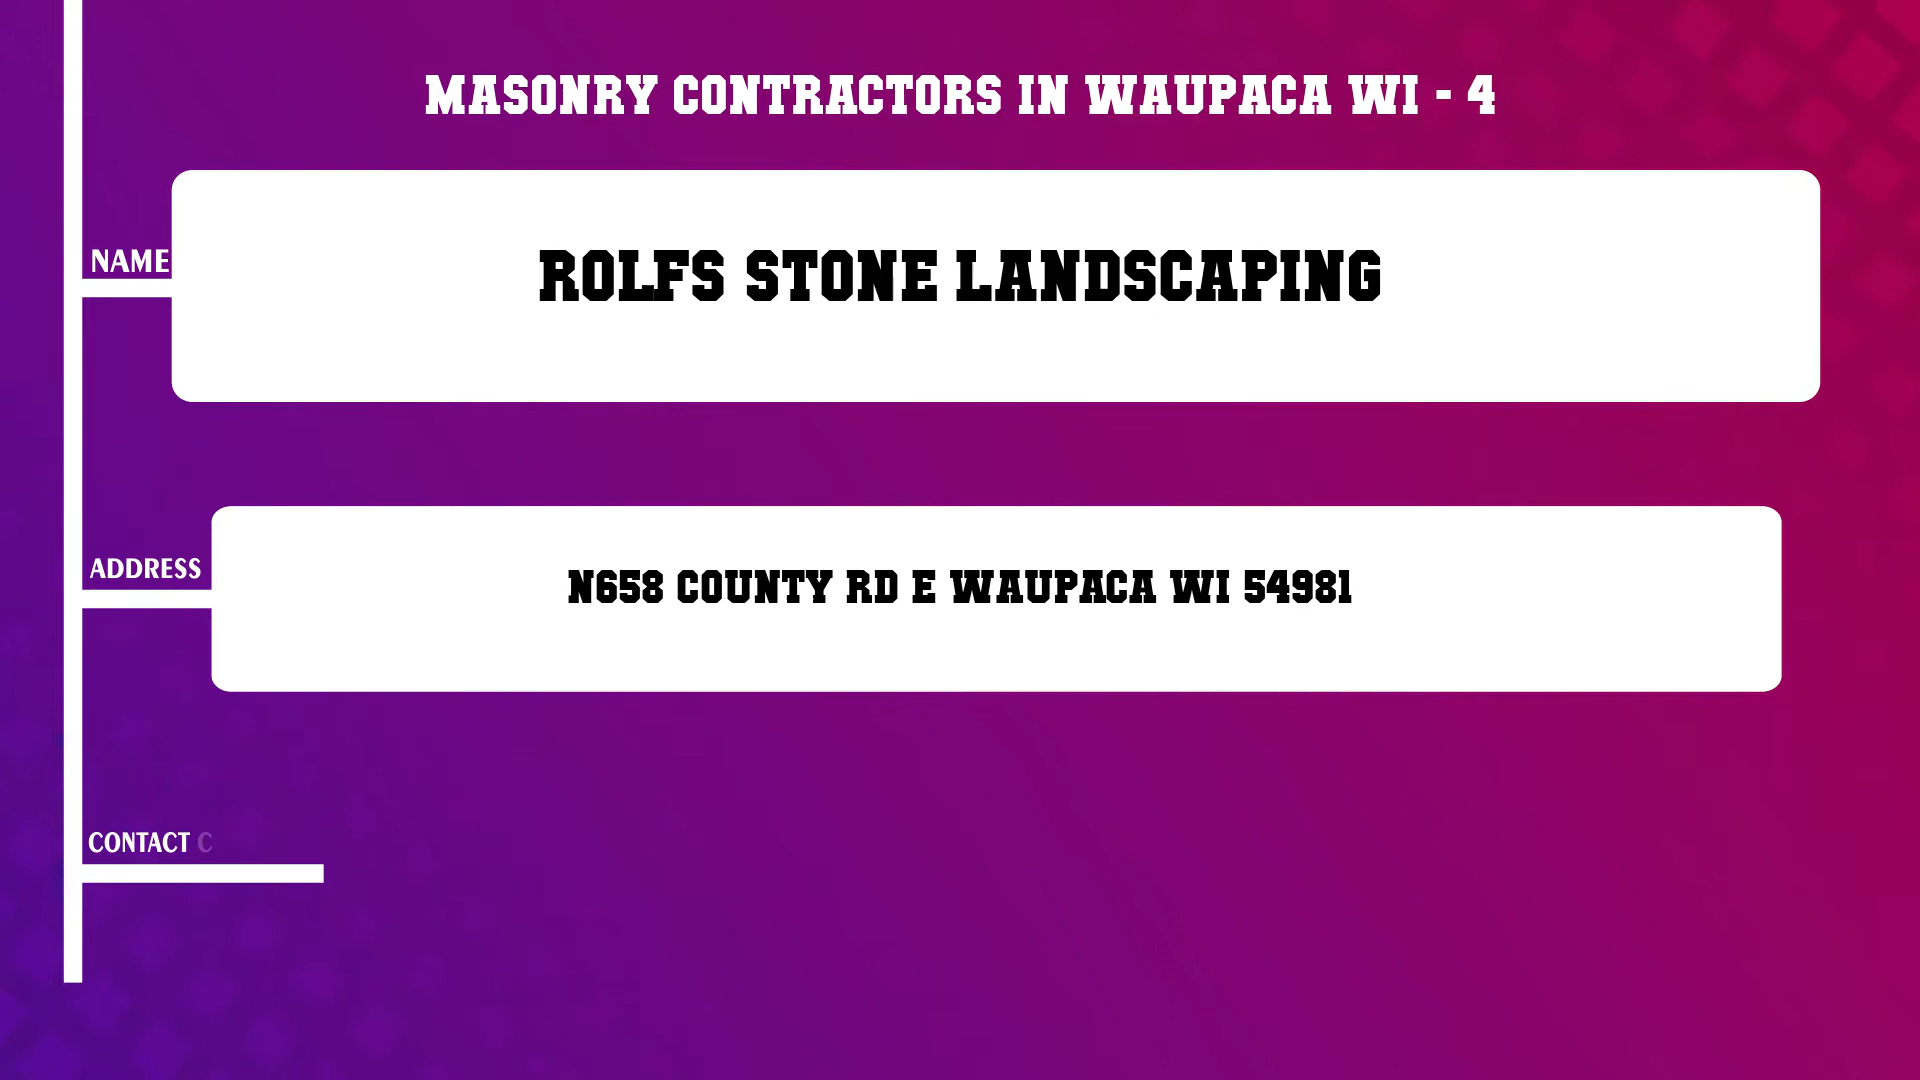 MASONRY CONTRACTORS IN WAUPACA WI - 4
NAME
ROLFS STONE LANDSCAPING
ADDRESS
N658 COUNTY RD E WAUPACA WI 54981
CONTACT C